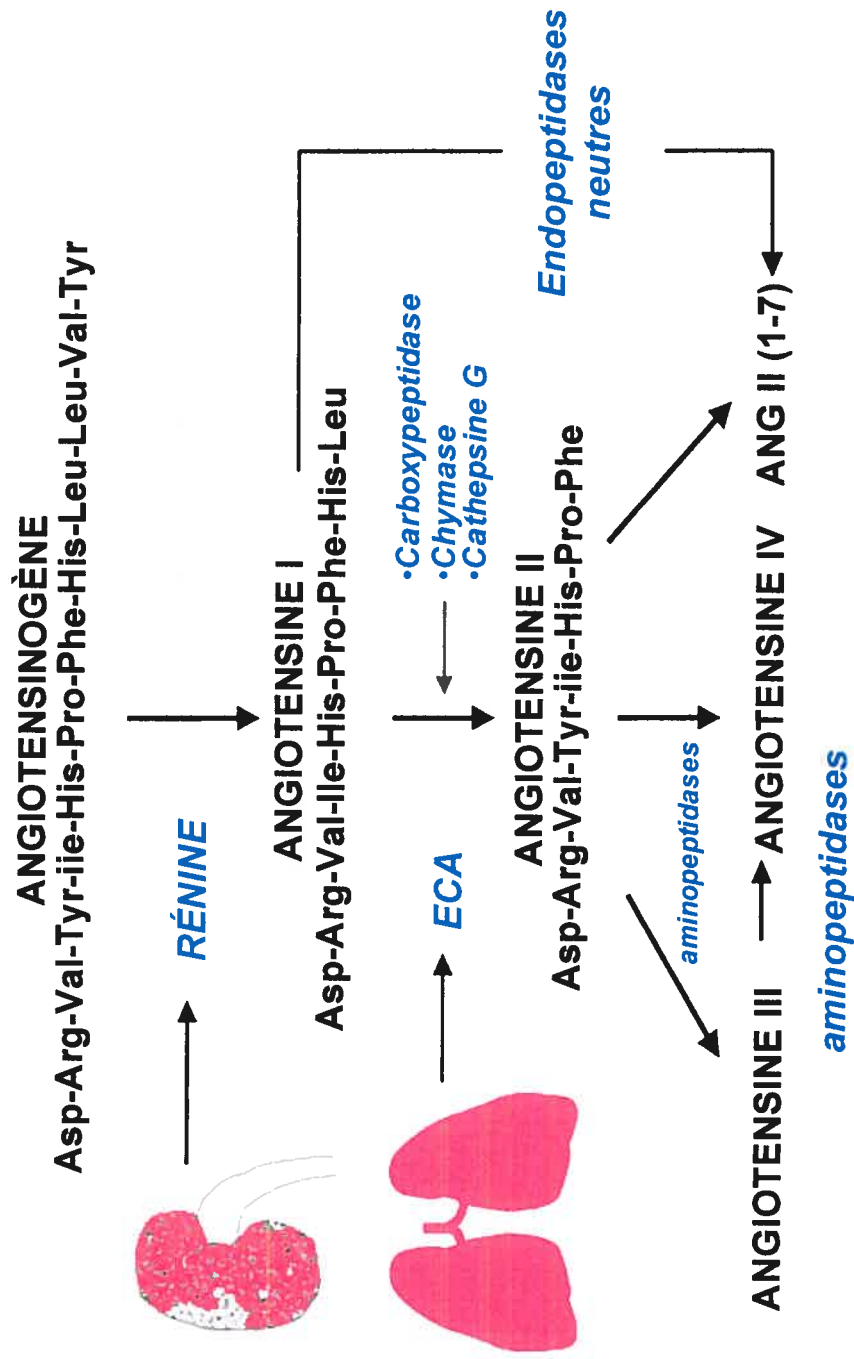 ANGIOTENSINOGÈNE
Asp-Arg-Val-Tyr-iie-His-Pro-Phe-His-Leu-Leu-Val-Tyr
RÉNINE
ANGIOTENSINE I
Asp-Arg-Val-Ile-His-Pro-Phe-His-Leu
ECA
•Carboxypeptidase
•Chymase
•Cathepsine G
Endopeptidases
neutres
ANGIOTENSINE II
Asp-Arg-Val-Tyr-iie-His-Pro-Phe
aminopeptidases
ANGIOTENSINE III
ANGIOTENSINE IV
ANG II (1-7)
aminopeptidases